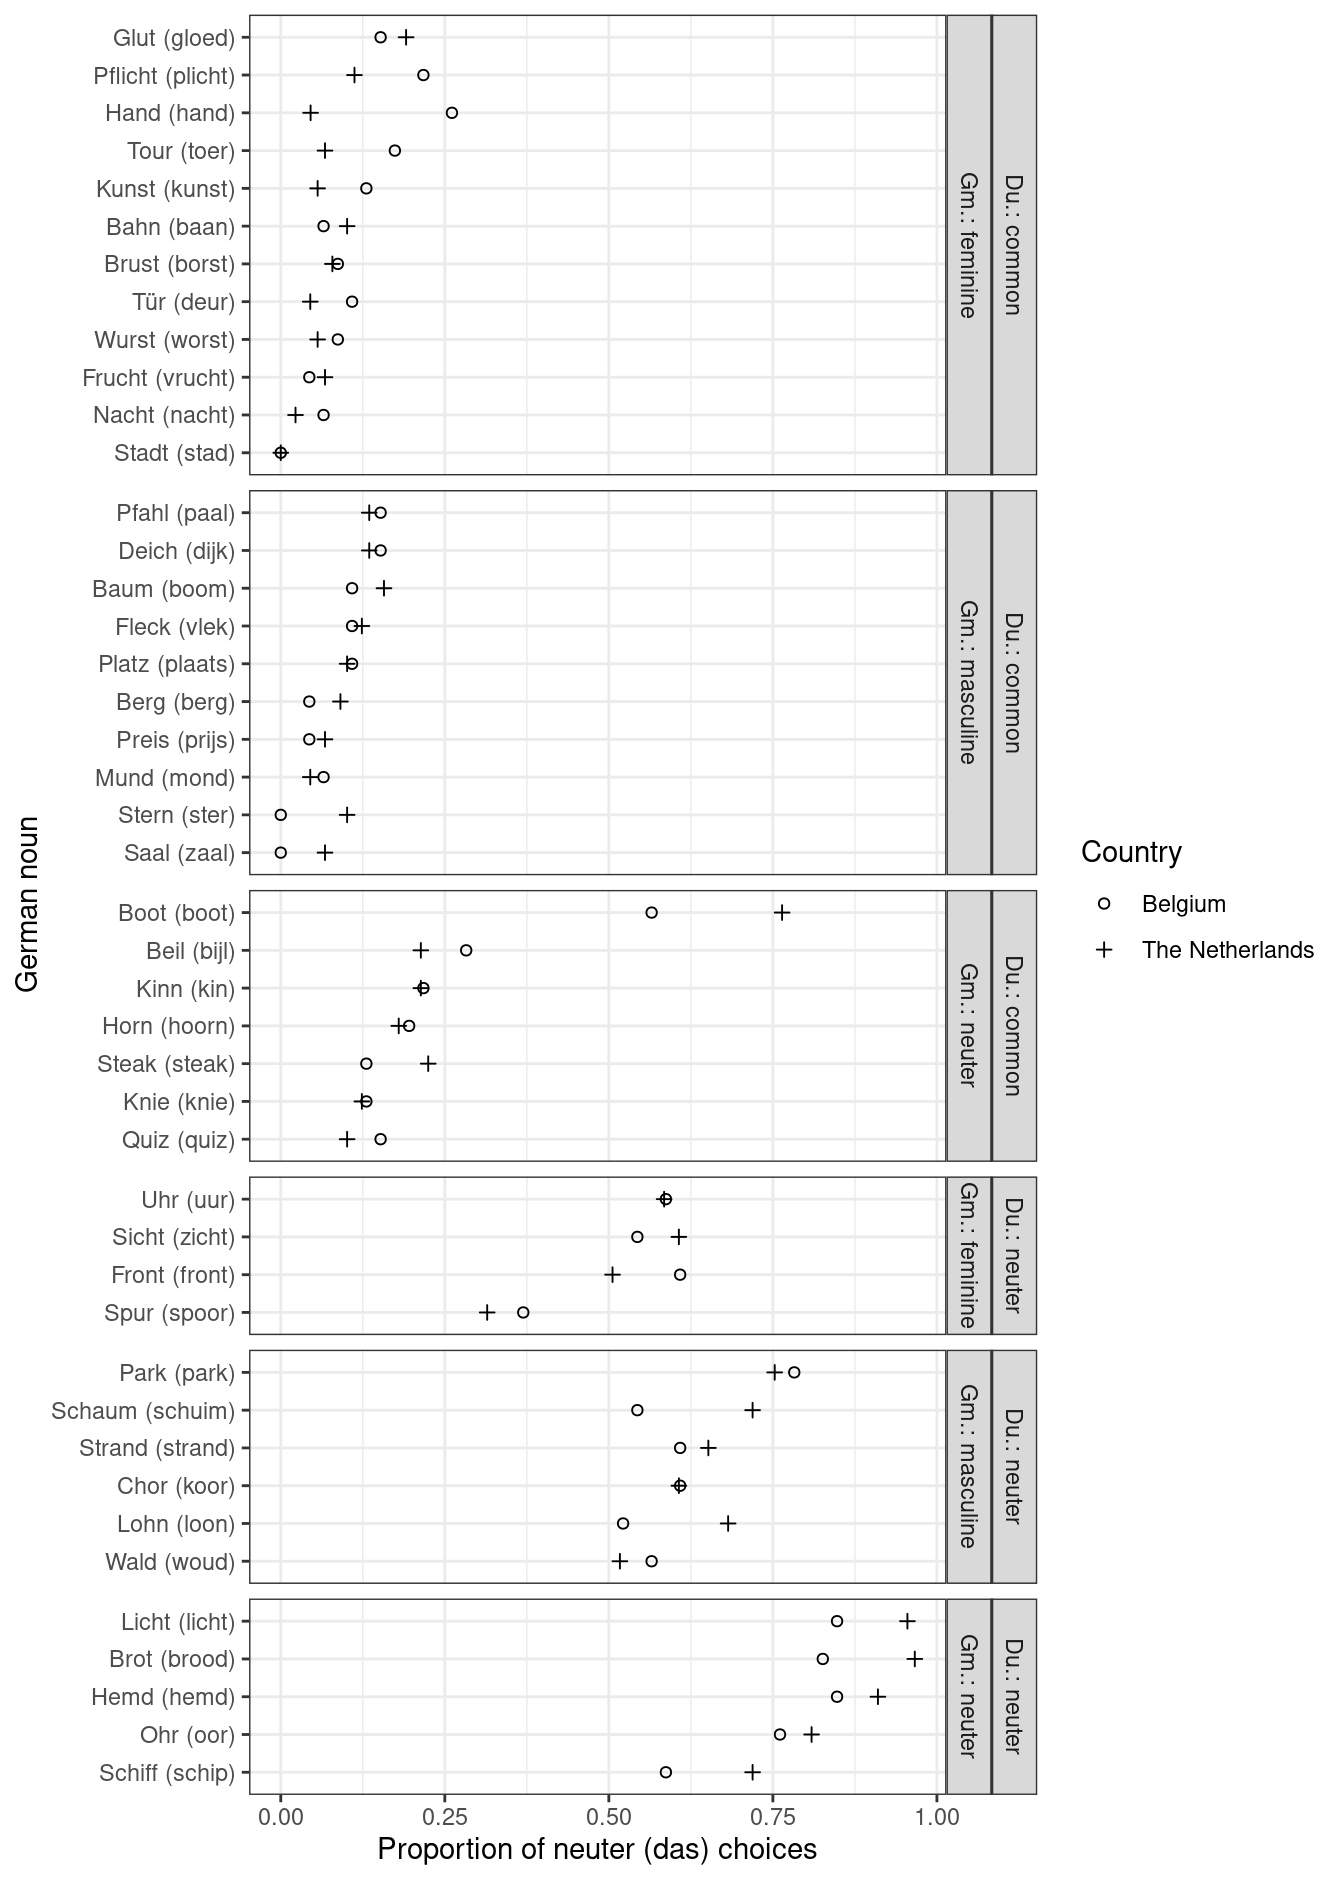 Glut (gloed)
Pflicht (plicht)
Hand (hand)
Tour (toer)
Kunst (kunst)
Bahn (baan)
Brust (borst)
Tür (deur)
Wurst (worst)
Frucht (vrucht)
Nacht (nacht)
Stadt (stad)
Gm.: feminine
Du.: common
Pfahl (paal)
Deich (dijk)
Baum (boom)
Fleck (vlek)
Platz (plaats)
Berg (berg)
Preis (prijs)
Mund (mond)
Stern (ster)
Saal (zaal)
Gm.: masculine
Du.: common
Boot (boot)
Beil (bijl)
Kinn (kin)
Horn (hoorn)
Steak (steak)
Knie (knie)
Quiz (quiz)
Gm.: neuter
Du.: common
Uhr (uur)
Sicht (zicht)
Front (front)
Spur (spoor)
Gm.: feminine
Du.: neuter
Park (park)
Schaum (schuim)
Strand (strand)
Chor (koor)
Lohn (loon)
Wald (woud)
Gm.: masculine
Du.: neuter
Licht (licht)
Brot (brood)
Hemd (hemd)
Ohr (oor)
Schiff (schip)
Gm.: neuter
Du.: neuter
0.00 0.25 0.50 0.75 1.00
Proportion of neuter (das) choices
German noun
Country
Belgium
The Netherlands